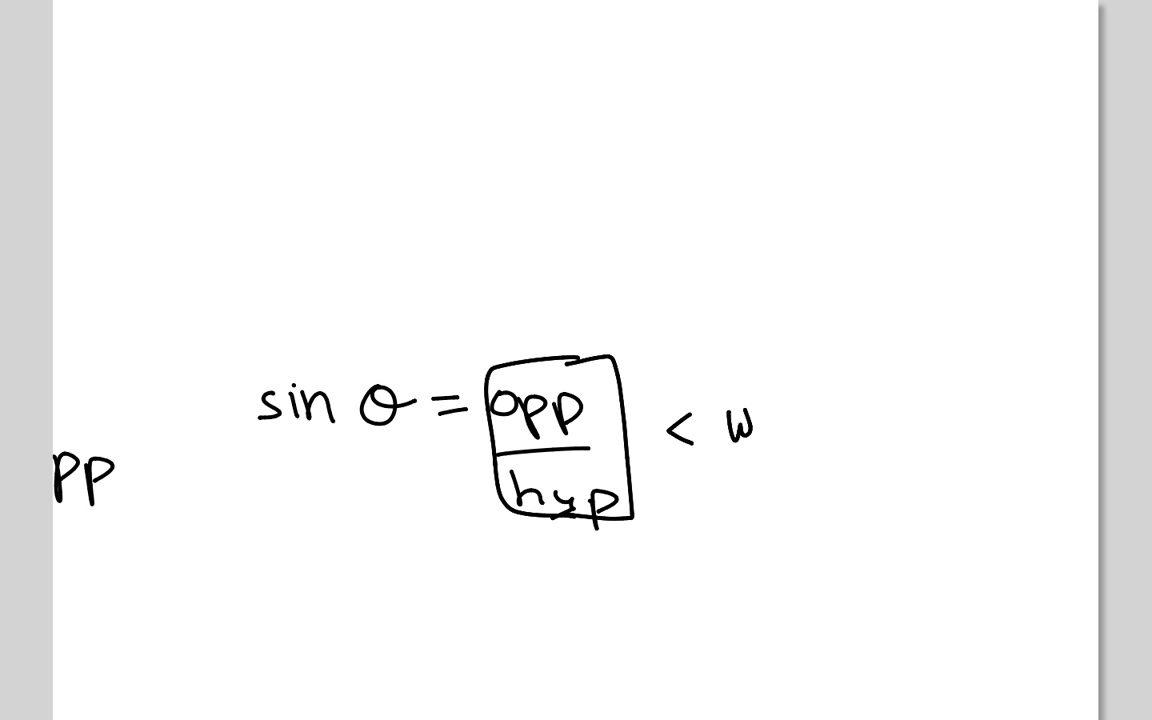 sin θ = opp < w
hyp
pp